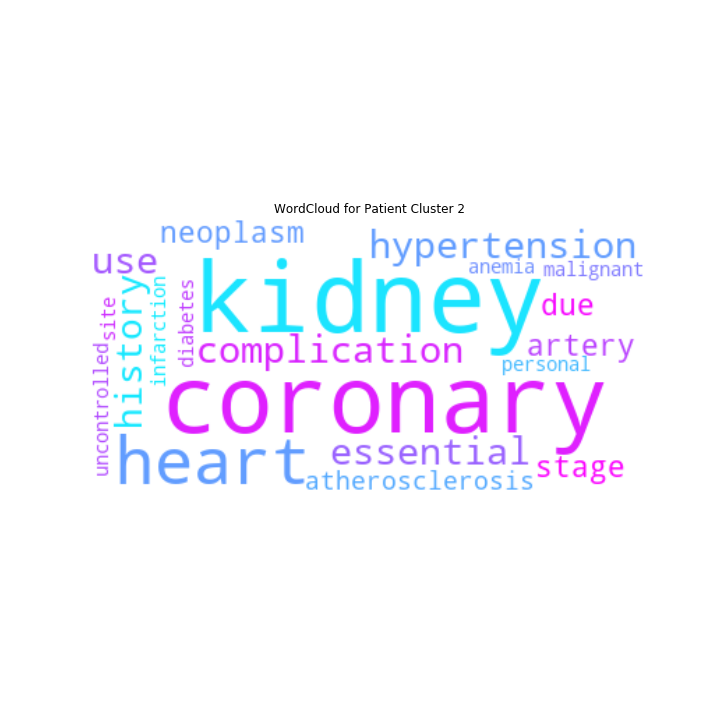 WordCloud for Patient Cluster 2
neoplasm
hypertension
use
anemia
malignant
kidney
due
history
infarction
diabetes
site
complication
artery
personal
uncontrolled
coronary
heart
essential
stage
atherosclerosis